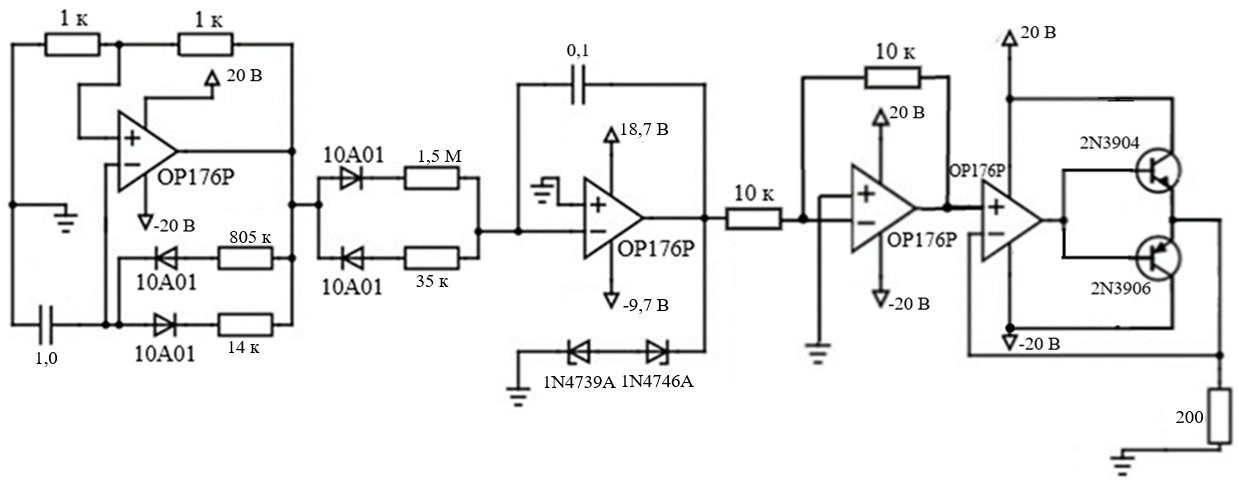 1 к
1 к
20 В
+
−
OP176P
-20 В
805 к
10A01
14 к
10A01
1,0
10A01
1,5 М
10A01
35 к
0,1
18,7 В
+
−
OP176P
-9,7 В
1N4739A
1N4746A
10 к
10 к
20 В
+
−
OP176P
-20 В
20 В
OP176P
+
−
-20 В
2N3904
2N3906
200